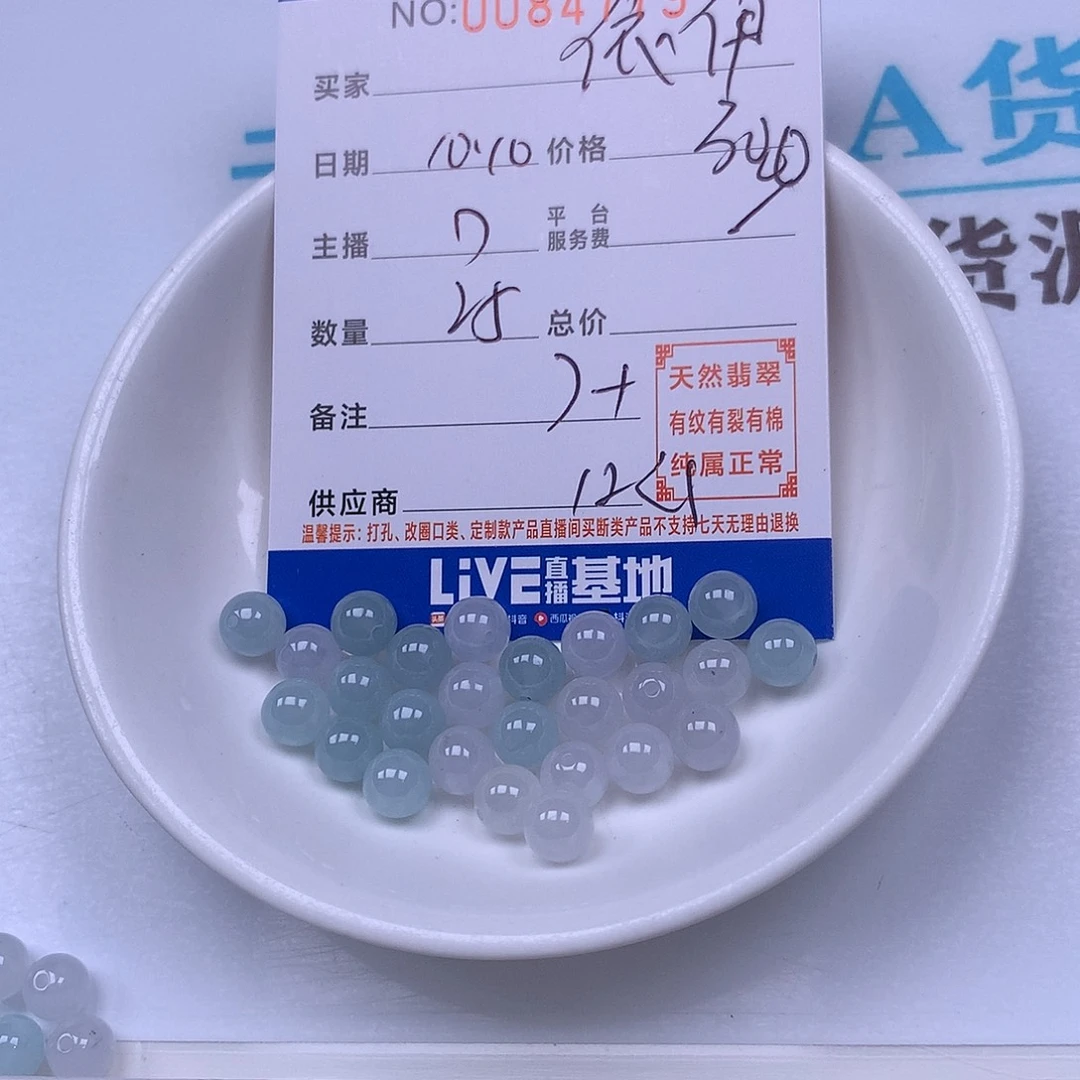 NO:
买家 依伊
日期 10.10 价格
主播 7 平台服务费
数量 25 总价
备注 7+
供应商
天然翡翠
有纹有裂有棉
纯属正常
温馨提示：打孔、改圈口类、定制款产品直播间买断类产品不支持七天无理由退换
LiVE直播基地
A货
货源